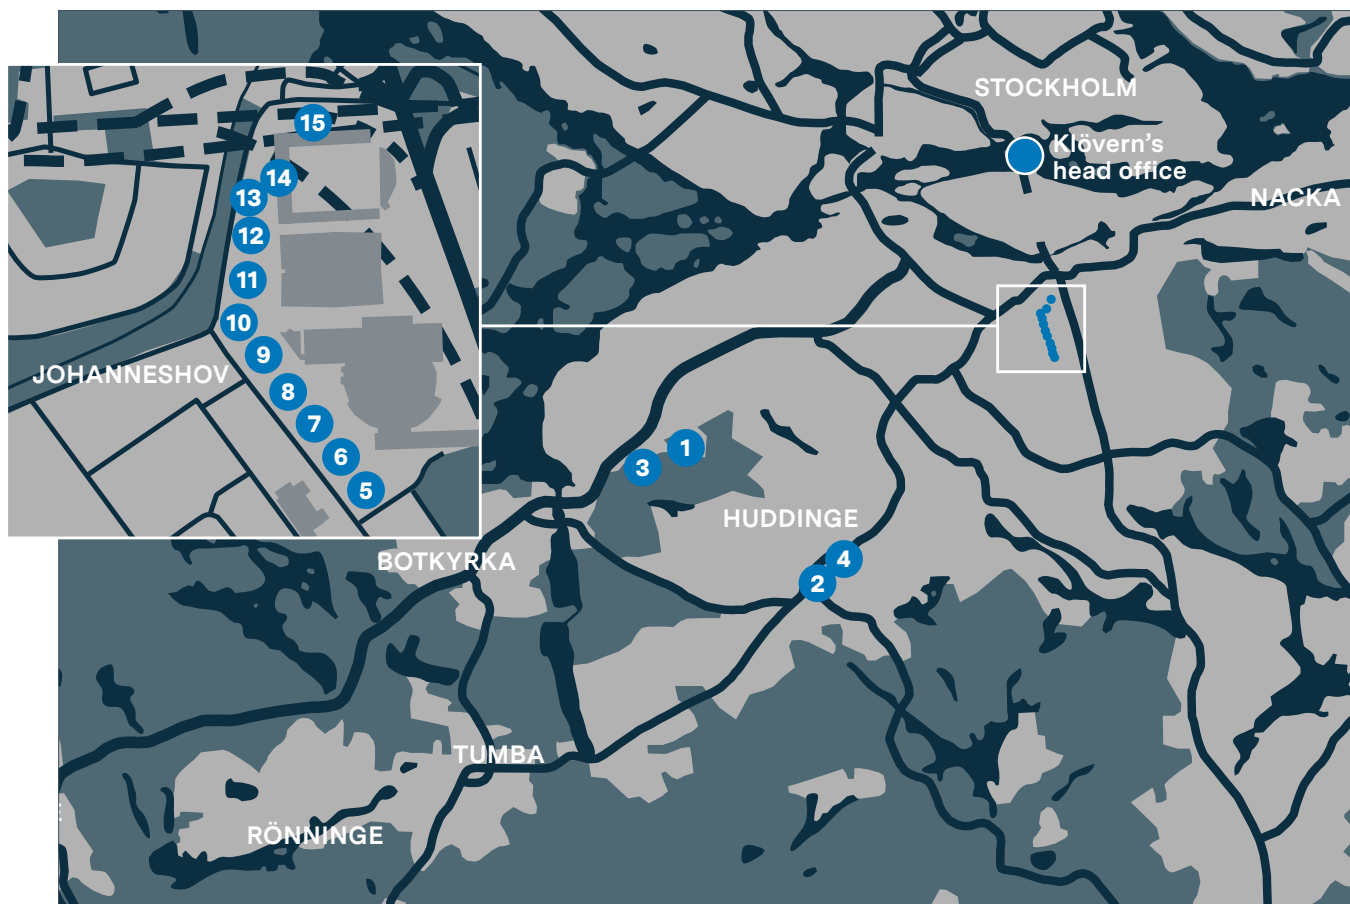 STOCKHOLM
Klövern's
head office
NACKA
15
14
13
12
11
10
9
JOHANNESHOV
8
7
6
5
1
3
HUDDINGE
4
2
BOTKYRKA
TUMBA
RÖNNINGE